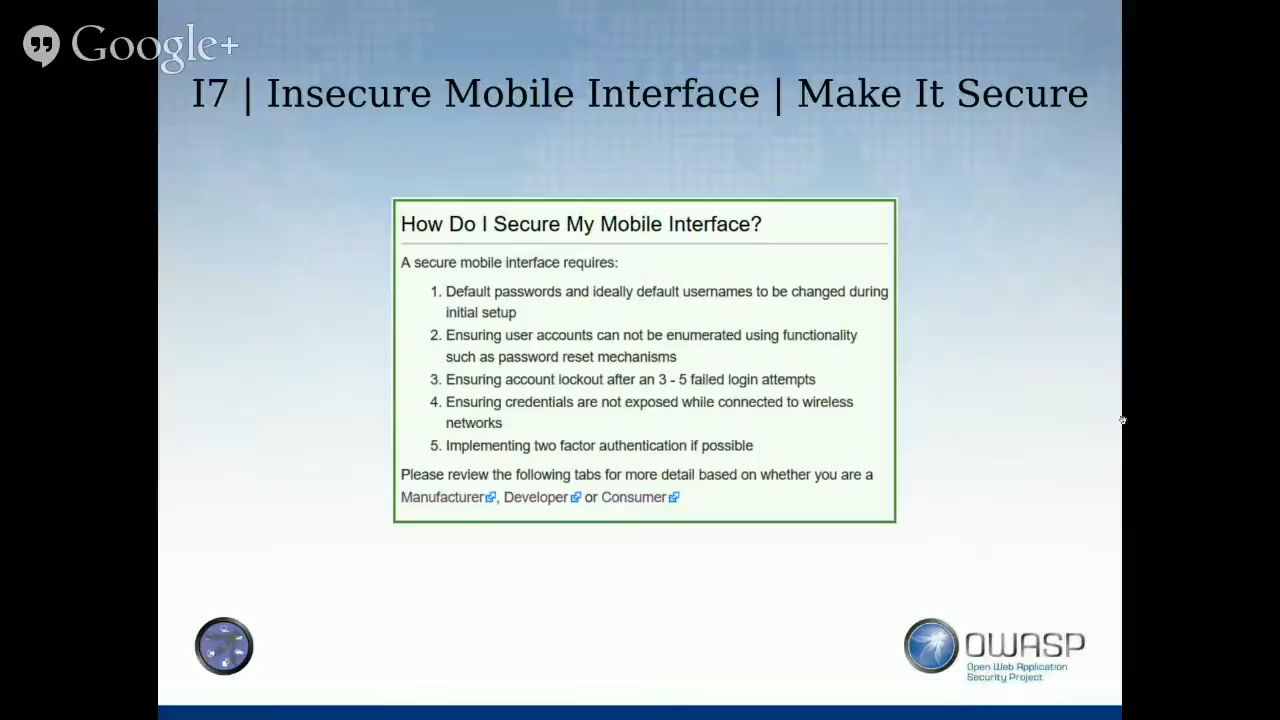 Google+
I7 | Insecure Mobile Interface | Make It Secure
How Do I Secure My Mobile Interface?
A secure mobile interface requires:
1. Default passwords and ideally default usernames to be changed during
initial setup
2. Ensuring user accounts can not be enumerated using functionality
such as password reset mechanisms
3. Ensuring account lockout after an 3 - 5 failed login attempts
4. Ensuring credentials are not exposed while connected to wireless
networks
5. Implementing two factor authentication if possible
Please review the following tabs for more detail based on whether you are a
Manufacturer, Developer or Consumer
OWASP
Open Web Application
Security Project